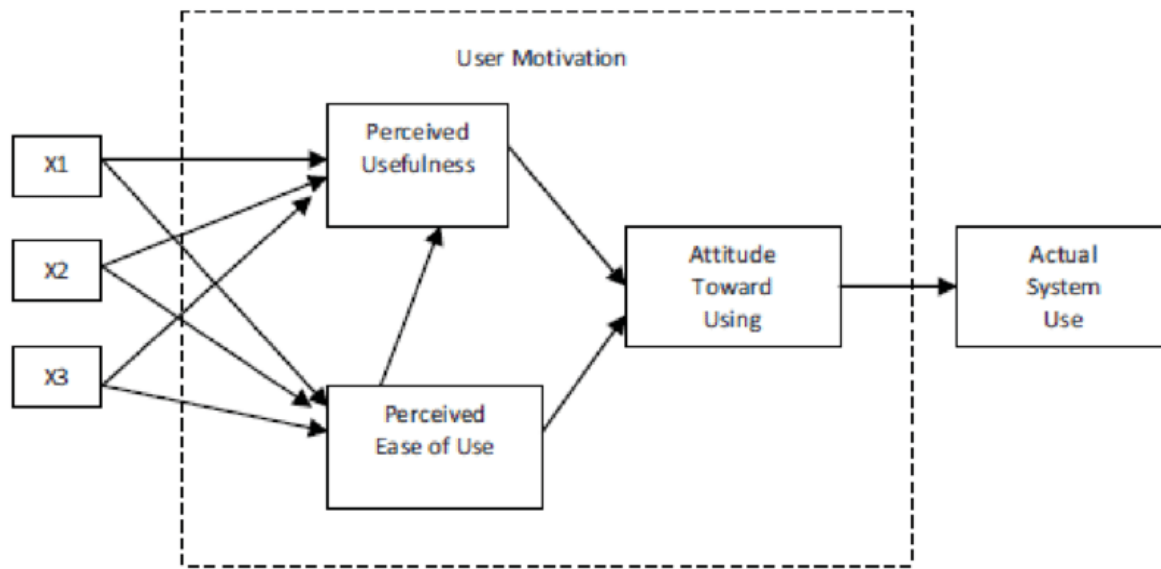 User Motivation
Perceived
Usefulness
X1
X2
X3
Attitude
Toward
Using
Actual
System
Use
Perceived
Ease of Use